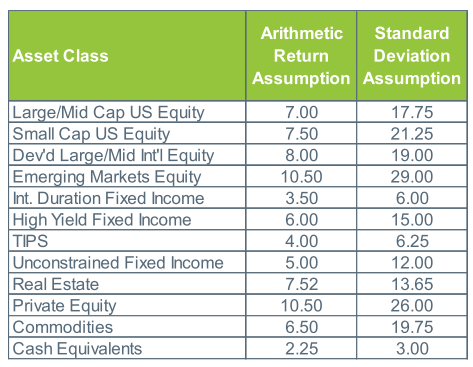 Asset Class Arithmetic Return Assumption Standard Deviation Assumption
Large/Mid Cap US Equity 7.00 17.75
Small Cap US Equity 7.50 21.25
Dev'd Large/Mid Int'l Equity 8.00 19.00
Emerging Markets Equity 10.50 29.00
Int. Duration Fixed Income 3.50 6.00
High Yield Fixed Income 6.00 15.00
TIPS 4.00 6.25
Unconstrained Fixed Income 5.00 12.00
Real Estate 7.52 13.65
Private Equity 10.50 26.00
Commodities 6.50 19.75
Cash Equivalents 2.25 3.00